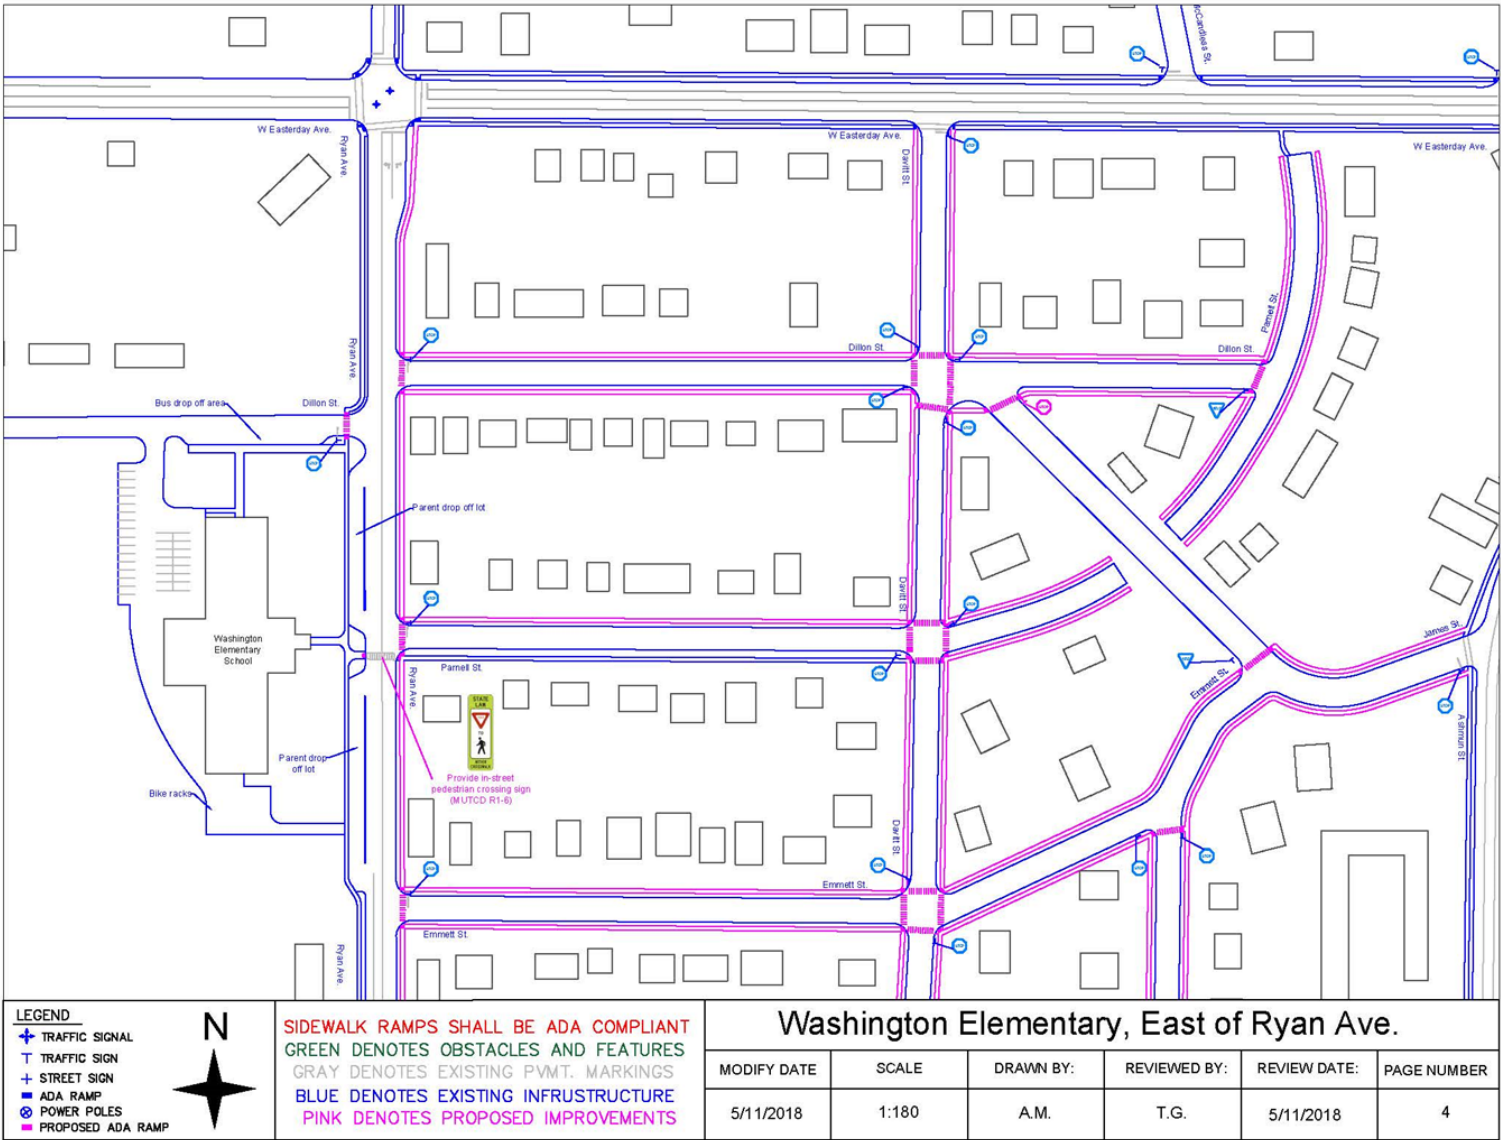 McCandless St.
W Easterday Ave.
Ryan Ave.
W Easterday Ave.
Davitt St.
W Easterday Ave.
Parnell St.
Ryan Ave.
Dillon St.
Dillon St.
Bus drop off area
Dillon St.
Parent drop off lot
Davitt St.
Washington
Elementary
School
James St.
Parnell St.
Ryan Ave.
Emmett St.
STATE
LAW
TO
Ashmun St.
Parent drop
off lot
Provide in-street
pedestrian crossing sign
(MUTCD R1-6)
Bike racks
Davitt St.
Emmett St.
Emmett St.
Ryan Ave.
LEGEND
TRAFFIC SIGNAL
TRAFFIC SIGN
STREET SIGN
ADA RAMP
POWER POLES
PROPOSED ADA RAMP
N
SIDEWALK RAMPS SHALL BE ADA COMPLIANT
GREEN DENOTES OBSTACLES AND FEATURES
GRAY DENOTES EXISTING PVMT. MARKINGS
BLUE DENOTES EXISTING INFRUSTRUCTURE
PINK DENOTES PROPOSED IMPROVEMENTS
Washington Elementary, East of Ryan Ave.
MODIFY DATE SCALE DRAWN BY: REVIEWED BY: REVIEW DATE: PAGE NUMBER
5/11/2018 1:180 A.M. T.G. 5/11/2018 4